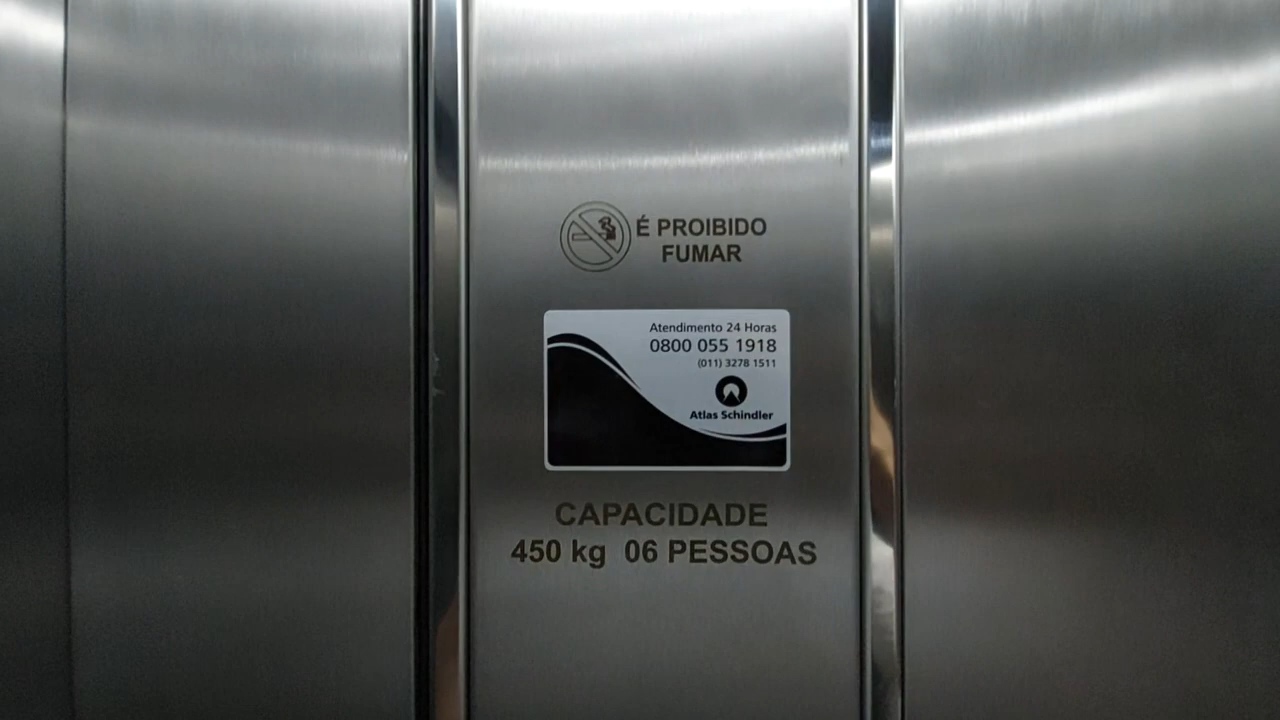 É PROIBIDO
FUMAR
Atendimento 24 Horas
0800 055 1918
(011) 3278 1511
Atlas Schindler
CAPACIDADE
450 kg 06 PESSOAS